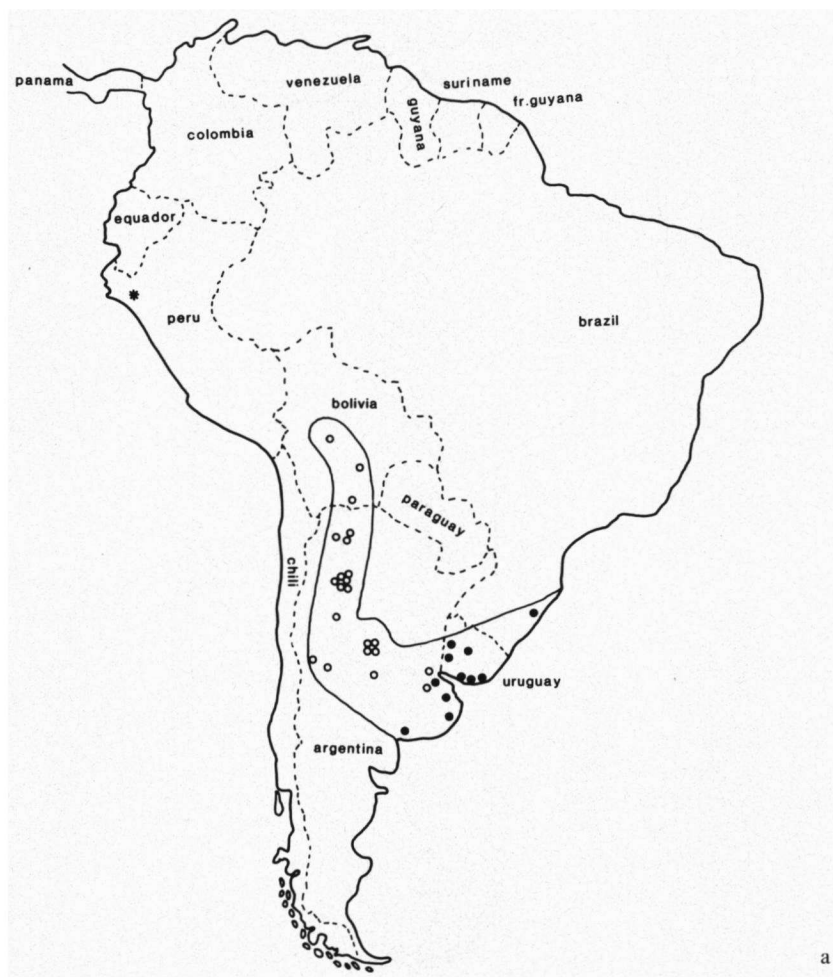 panama
venezuela
suriname
guyana
fr.guyana
colombia
equador
peru
brazil
bolivia
paraguay
chili
uruguay
argentina
a